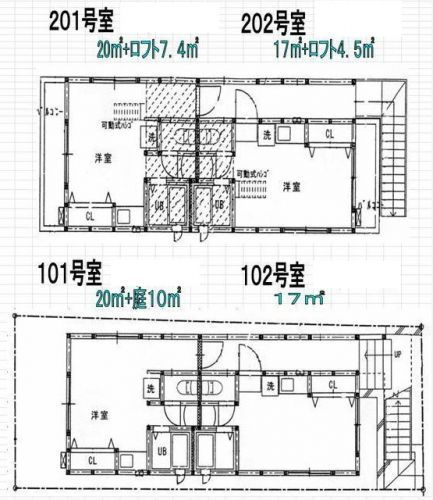 201号室 202号室
20㎡+ロフト7.4㎡ 17㎡+ロフト4.5㎡
バルコニー
可動式ハシゴ
洗 洗 CL
洋室
可動式ハシゴ 洋室
バルコニー
CL UB UB
101号室 102号室
20㎡+庭10㎡ 17㎡
UP
洗 洗 CL
洋室
CL UB